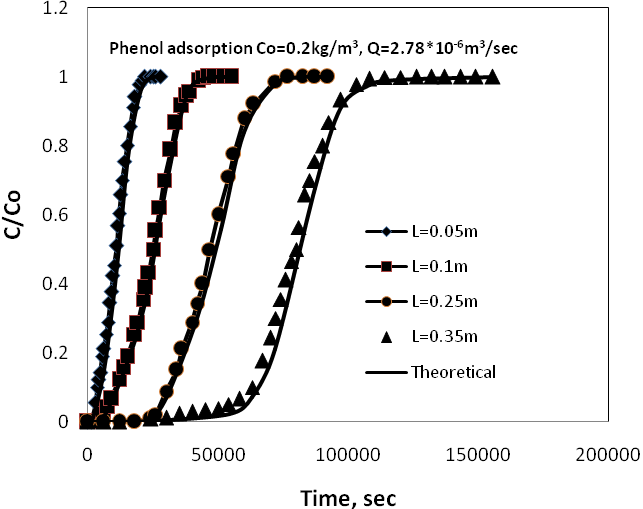 Phenol adsorption Co=0.2kg/m³, Q=2.78*10⁻⁶m³/sec
1.2
1
0.8
0.6
0.4
0.2
0
C/Co
L=0.05m
L=0.1m
L=0.25m
L=0.35m
Theoretical
0 50000 100000 150000 200000
Time, sec